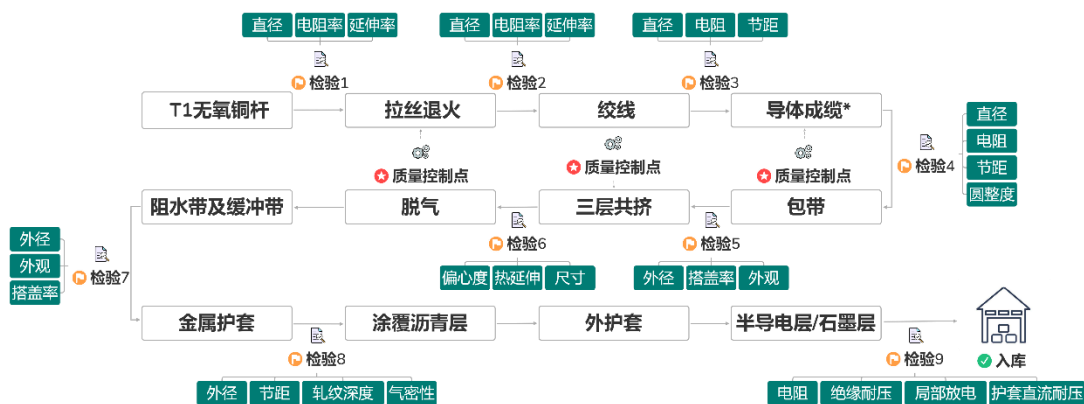 直径 电阻率 延伸率
直径 电阻率 延伸率
直径 电阻 节距
检验1
检验2
检验3
T1无氧铜杆
拉丝退火
绞线
导体成缆*
直径
电阻
节距
圆整度
检验4
质量控制点
质量控制点
质量控制点
阻水带及缓冲带
脱气
三层共挤
包带
外径
外观
搭盖率
检验7
检验6
检验5
偏心度 热延伸 尺寸
外径 搭盖率 外观
金属护套
涂覆沥青层
外护套
半导电层/石墨层
入库
检验8
检验9
外径 节距 轧纹深度 气密性
电阻 绝缘耐压 局部放电 护套直流耐压